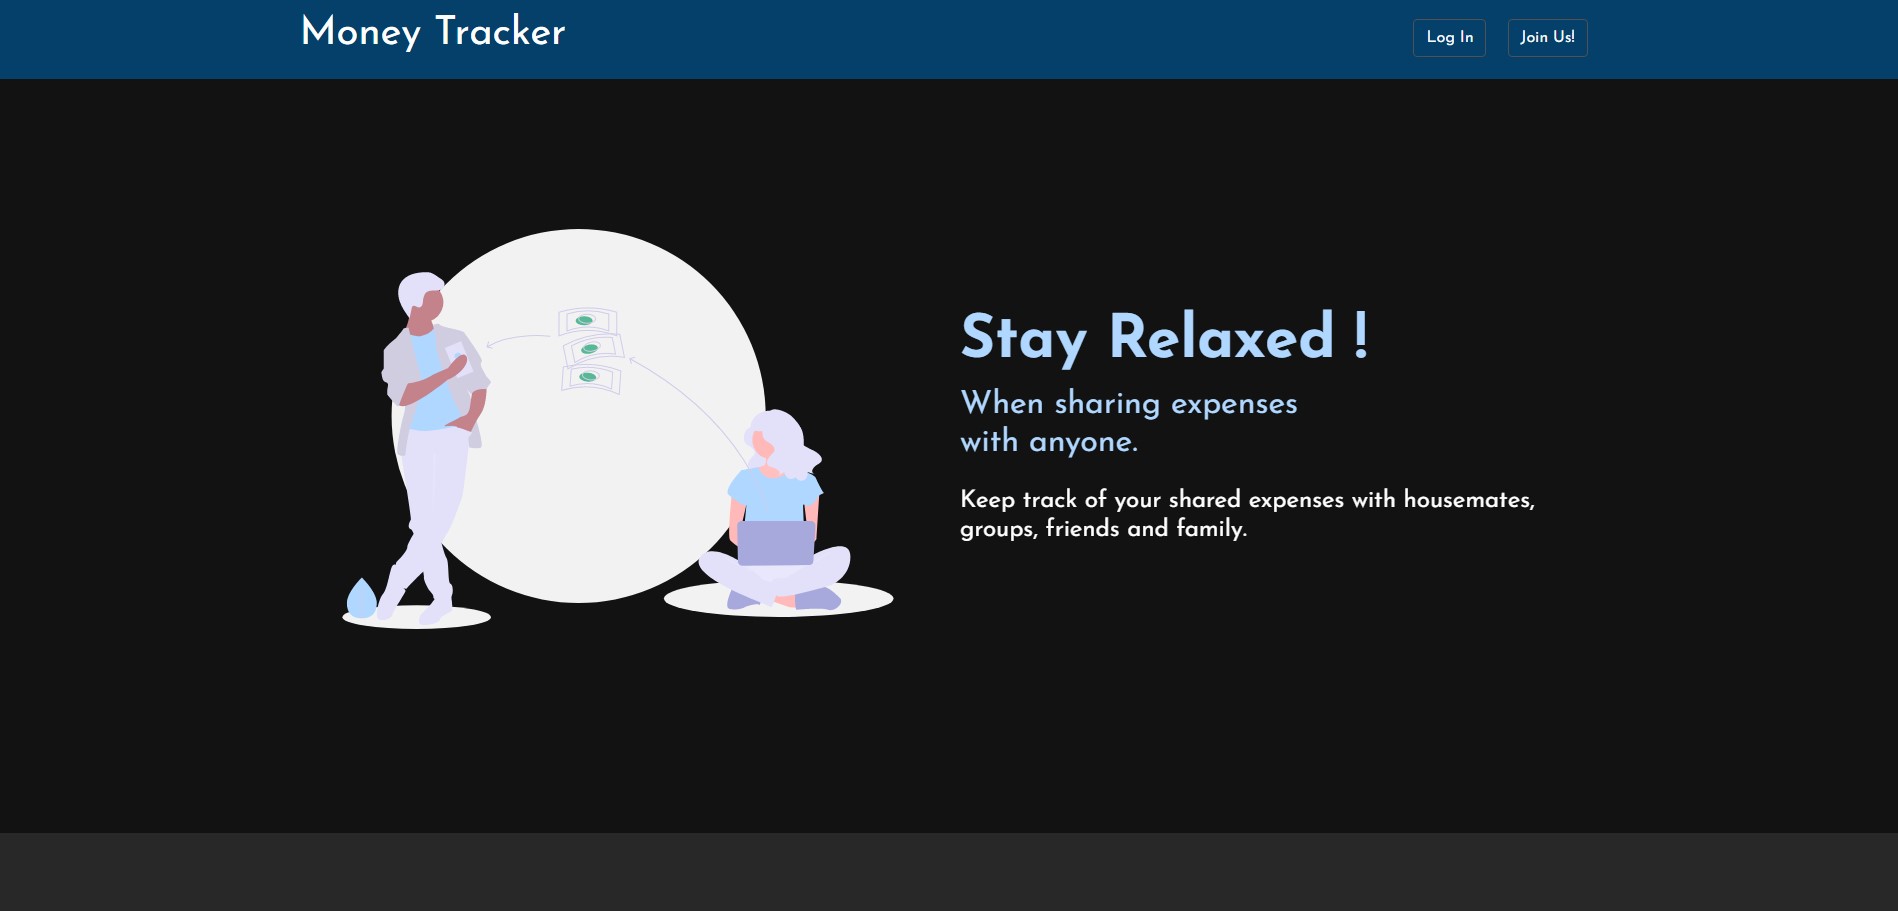 Money Tracker
Log In
Join Us!
Stay Relaxed !
When sharing expenses
with anyone.
Keep track of your shared expenses with housemates,
groups, friends and family.